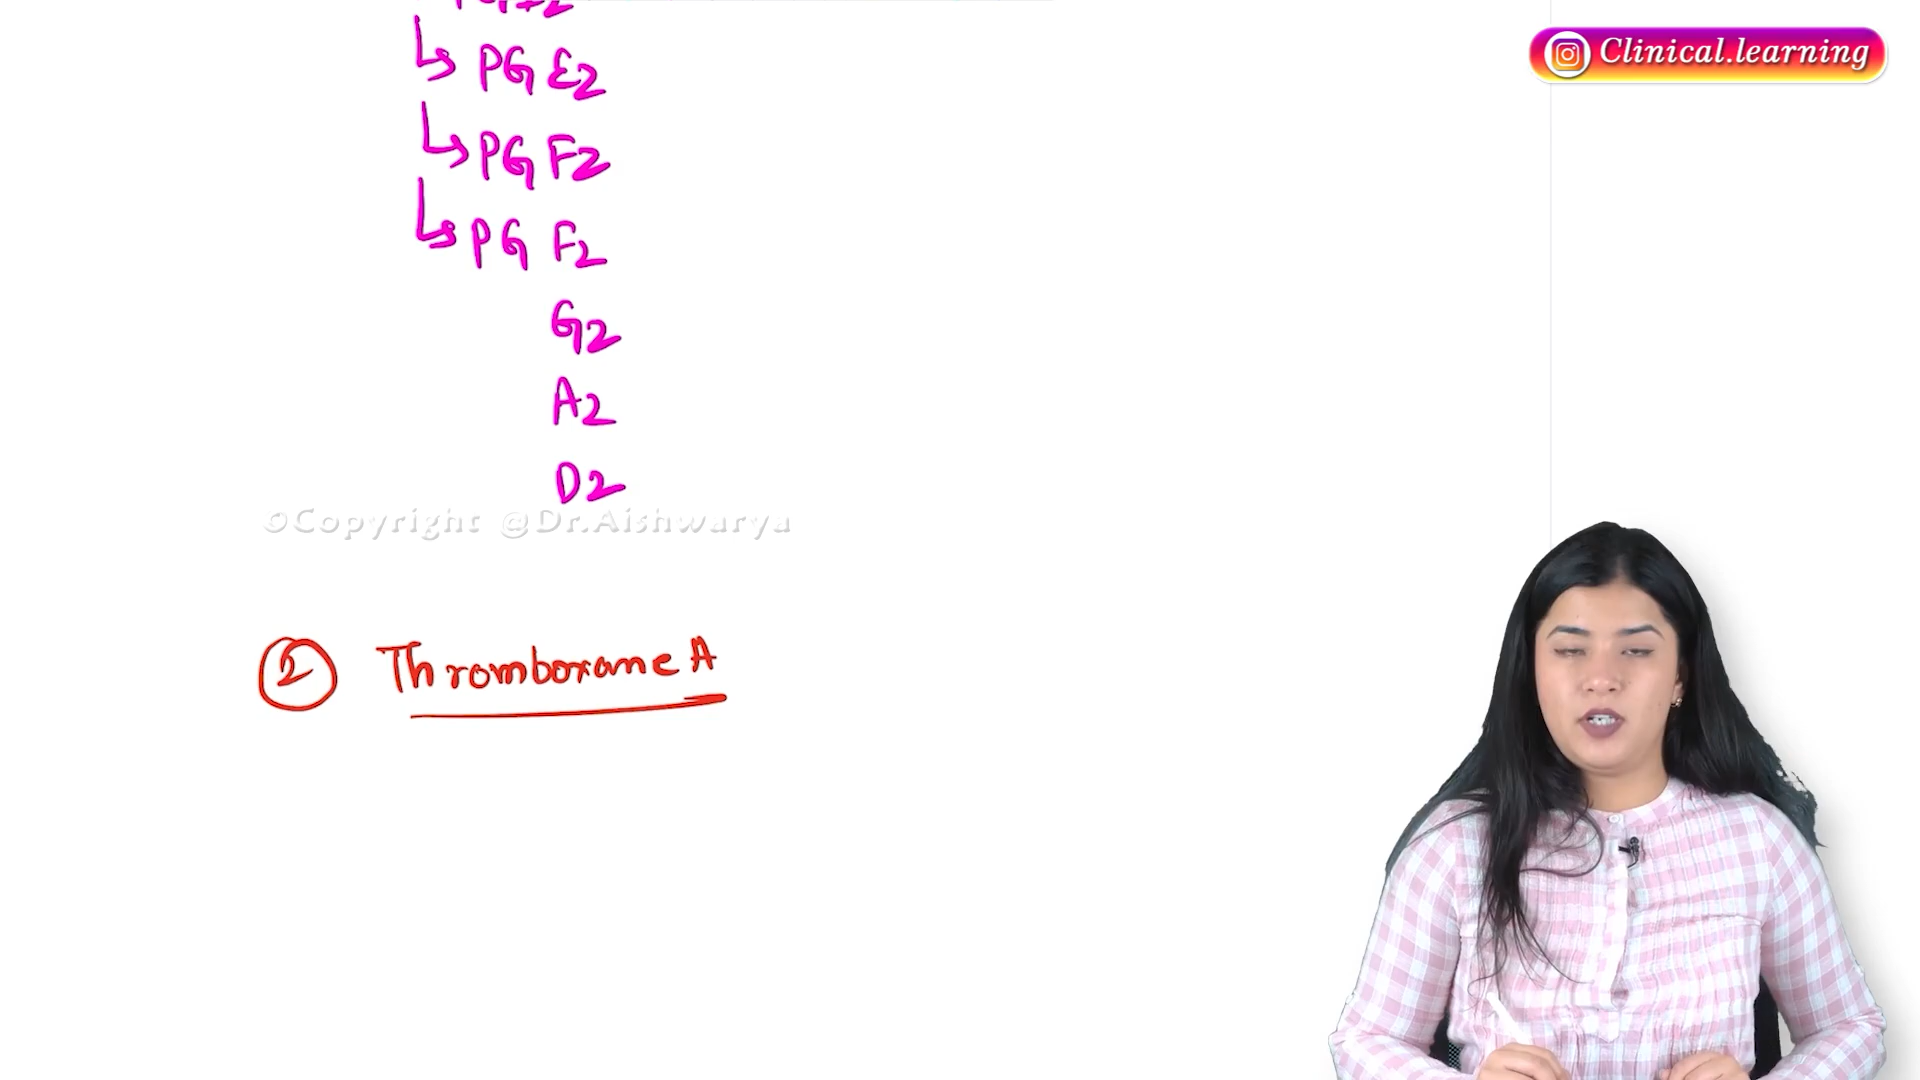 Clinical.learning
PG E2
PG F2
PG F2
G2
A2
D2
©Copyright @Dr.Aishwarya
2 Thromboxane A